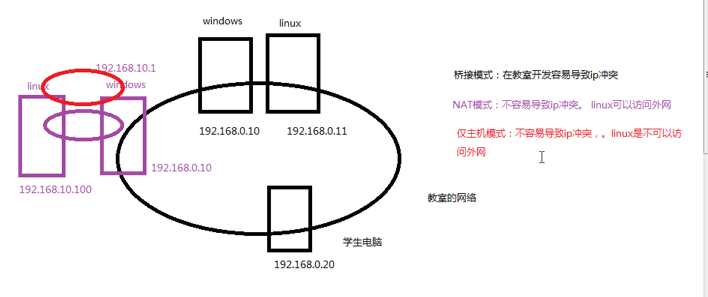 windows
linux
192.168.10.1
linux
windows
192.168.0.10
192.168.0.11
192.168.0.10
192.168.10.100
192.168.0.20
学生电脑
教室的网络
桥接模式：在教室开发容易导致ip冲突
NAT模式：不容易导致ip冲突。 linux可以访问外网
仅主机模式：不容易导致ip冲突，。linux是不可以访
问外网